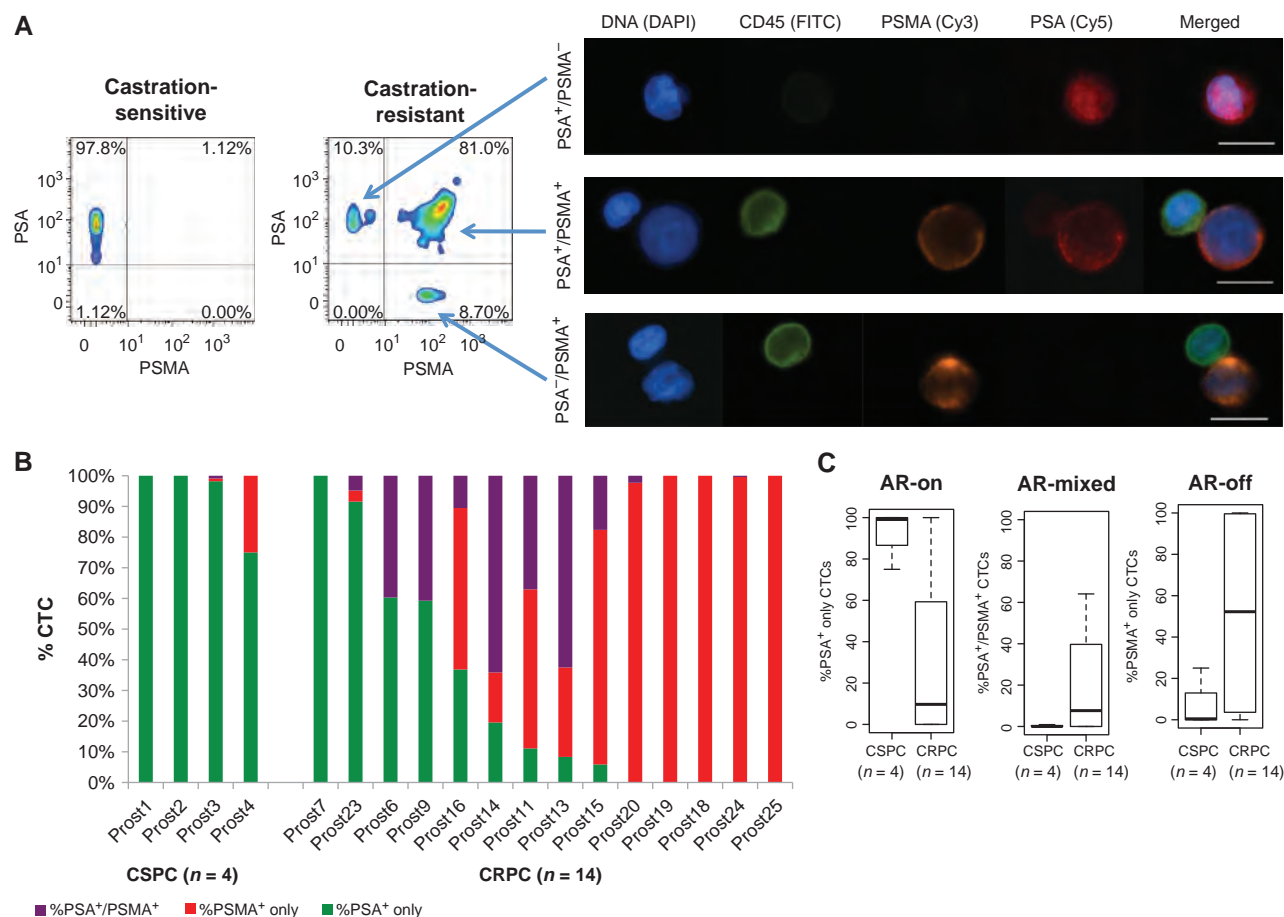 A
Castration-
sensitive
97.8% 1.12%
10³
10²
10¹
0
1.12% 0.00%
PSA
0 10¹ 10² 10³
PSMA
Castration-
resistant
10.3% 81.0%
10³
10²
10¹
0
0.00% 8.70%
PSA
0 10¹ 10² 10³
PSMA
DNA (DAPI) CD45 (FITC) PSMA (Cy3) PSA (Cy5) Merged
PSA⁺/PSMA⁻
PSA⁺/PSMA⁺
PSA⁻/PSMA⁺
B
% CTC
100%
90%
80%
70%
60%
50%
40%
30%
20%
10%
0%
Prost1 Prost2 Prost3 Prost4 Prost7 Prost23 Prost6 Prost9 Prost16 Prost14 Prost11 Prost13 Prost15 Prost20 Prost19 Prost18 Prost24 Prost25
CSPC (n = 4) CRPC (n = 14)
%PSA⁺/PSMA⁺ %PSMA⁺ only %PSA⁺ only
C
AR-on
%PSA⁺ only CTCs
100
80
60
40
20
0
CSPC CRPC
(n = 4) (n = 14)
AR-mixed
%PSA⁺/PSMA⁺ CTCs
100
80
60
40
20
0
CSPC CRPC
(n = 4) (n = 14)
AR-off
%PSMA⁺ only CTCs
100
80
60
40
20
0
CSPC CRPC
(n = 4) (n = 14)